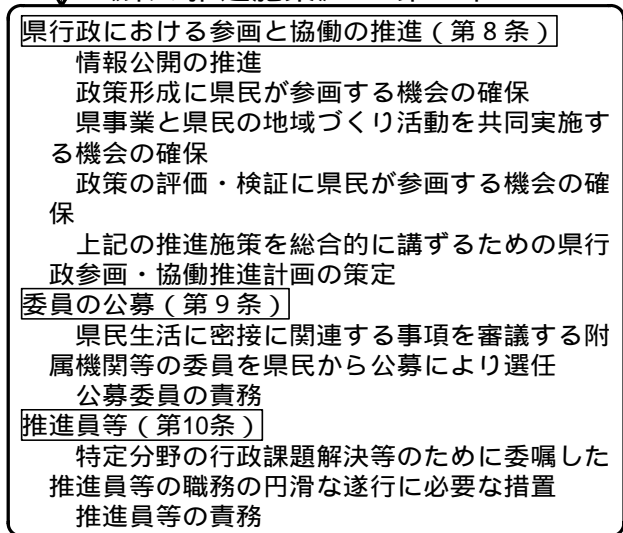 県行政における参画と協働の推進（第８条）
情報公開の推進
政策形成に県民が参画する機会の確保
県事業と県民の地域づくり活動を共同実施す
る機会の確保
政策の評価・検証に県民が参画する機会の確
保
上記の推進施策を総合的に講ずるための県行
政参画・協働推進計画の策定
委員の公募（第９条）
県民生活に密接に関連する事項を審議する附
属機関等の委員を県民から公募により選任
公募委員の責務
推進員等（第10条）
特定分野の行政課題解決等のために委嘱した
推進員等の職務の円滑な遂行に必要な措置
推進員等の責務